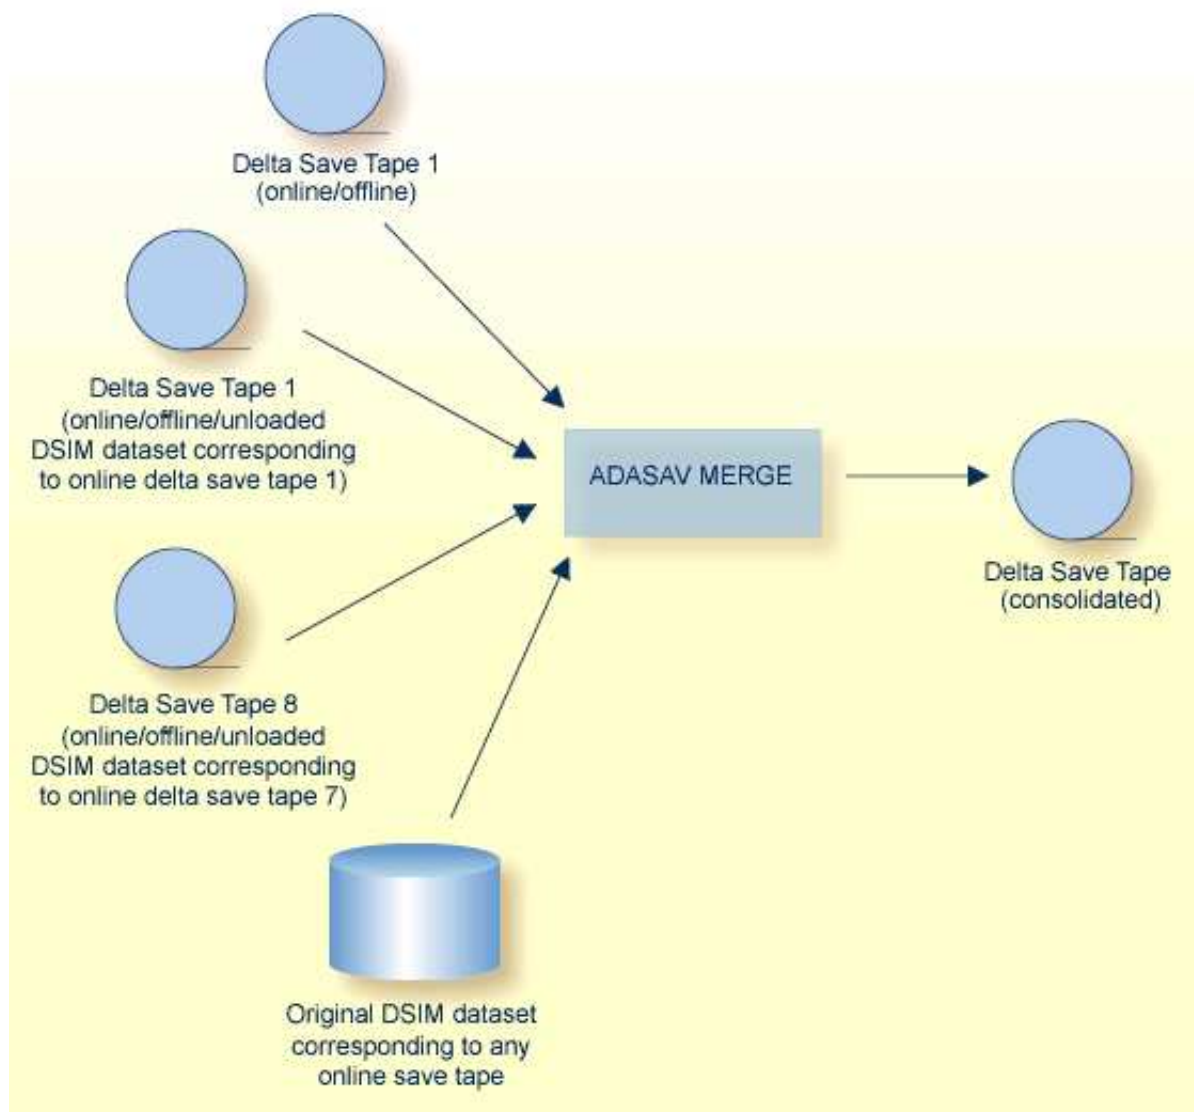 Delta Save Tape 1
(online/offline)
Delta Save Tape 1
(online/offline/unloaded
DSIM dataset corresponding
to online delta save tape 1)
ADASAV MERGE
Delta Save Tape
(consolidated)
Delta Save Tape 8
(online/offline/unloaded
DSIM dataset corresponding
to online delta save tape 7)
Original DSIM dataset
corresponding to any
online save tape